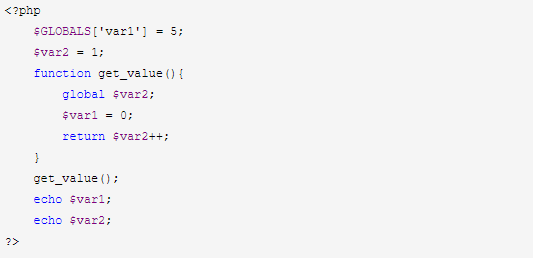 <?php
$GLOBALS['var1'] = 5;
$var2 = 1;
function get_value(){
global $var2;
$var1 = 0;
return $var2++;
}
get_value();
echo $var1;
echo $var2;
?>